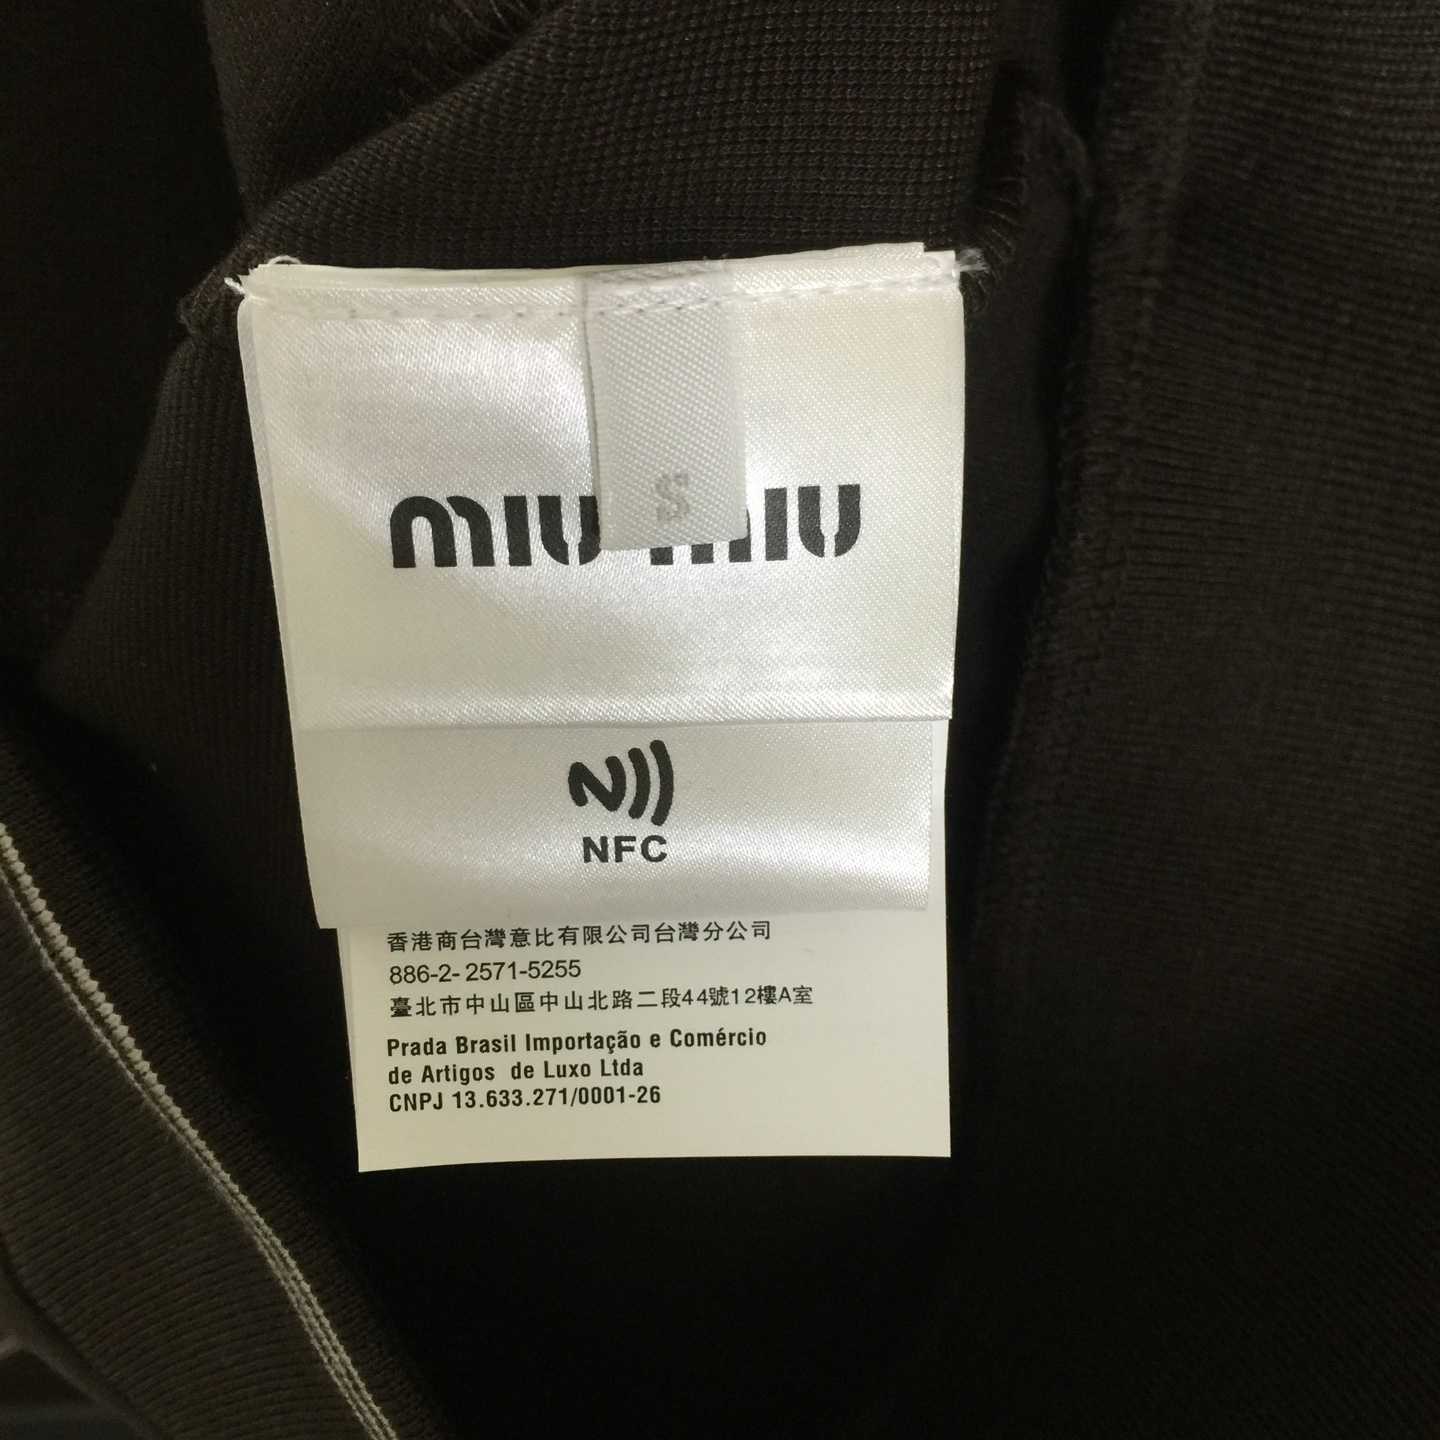 S
MIU MIU
NFC
香港商台灣意比有限公司台灣分公司
886-2- 2571-5255
臺北市中山區中山北路二段44號12樓A室
Prada Brasil Importação e Comércio
de Artigos de Luxo Ltda
CNPJ 13.633.271/0001-26